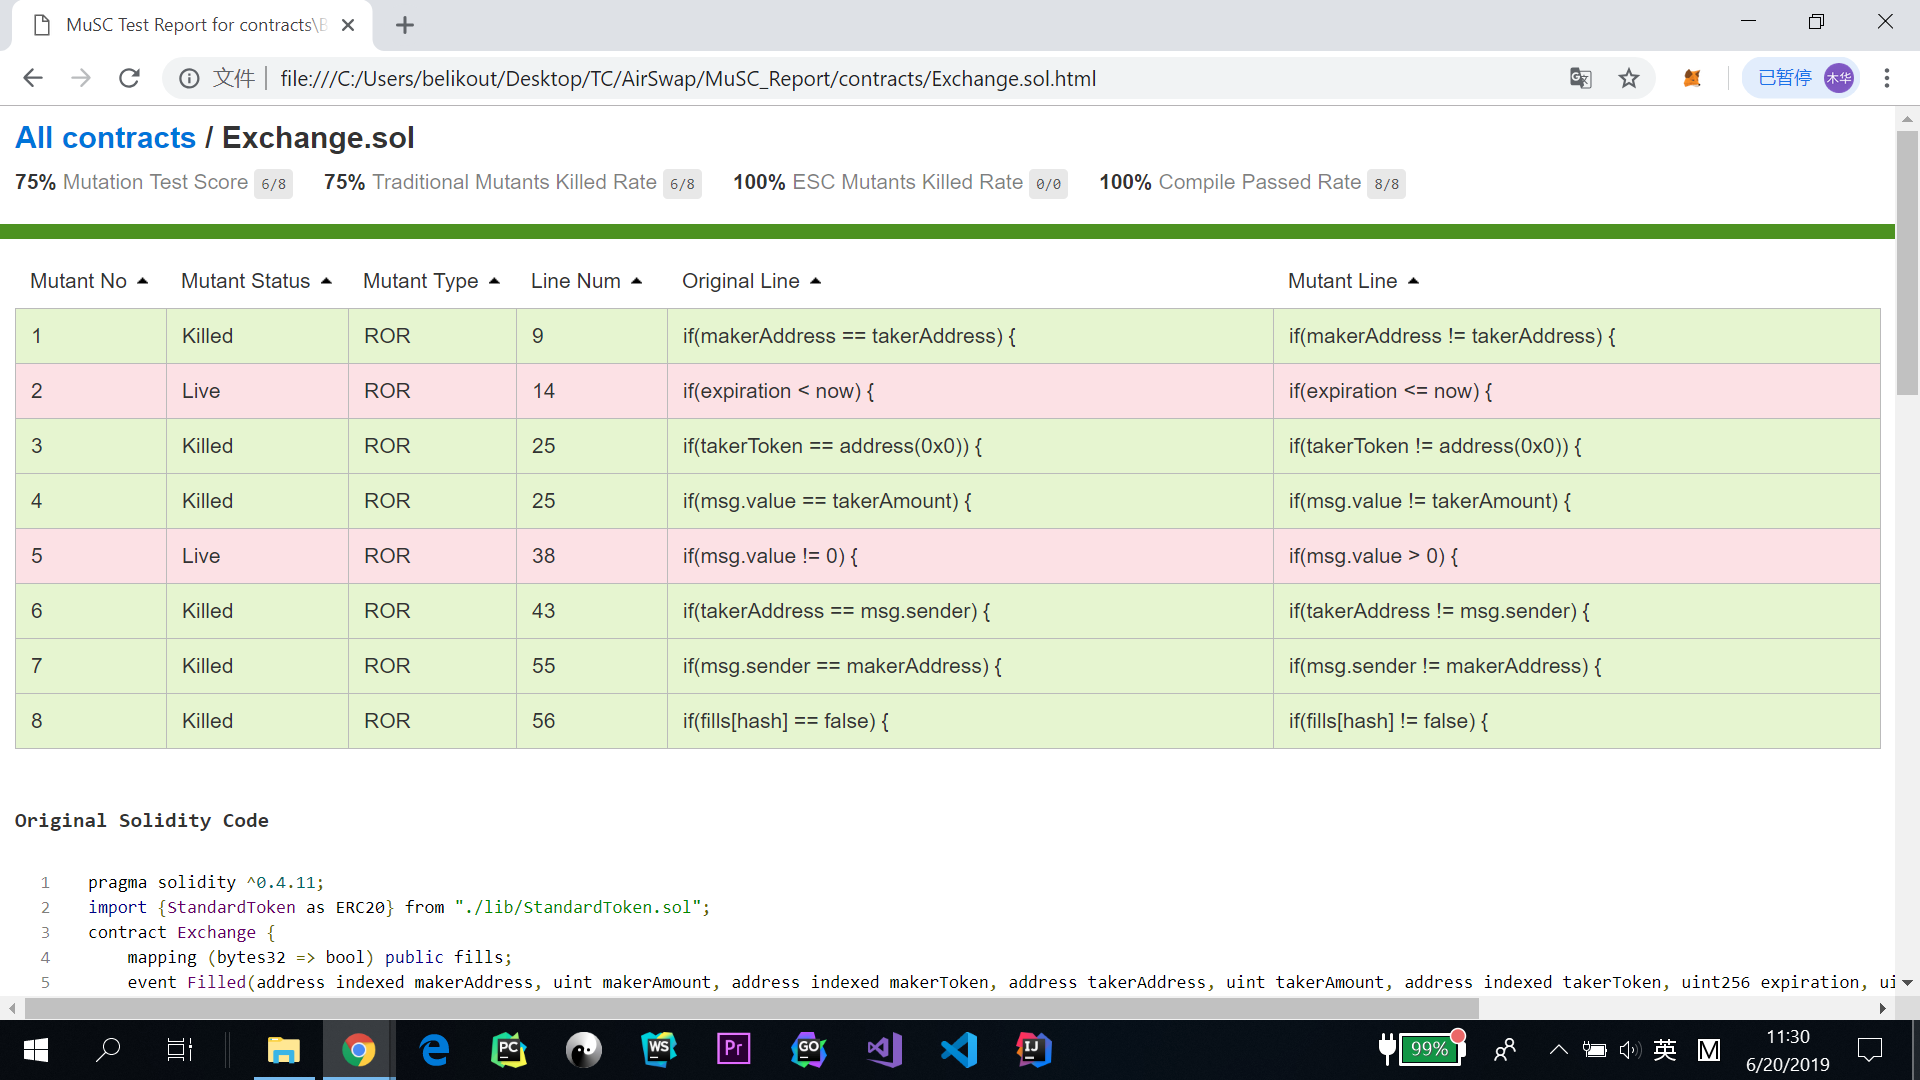 MuSC Test Report for contracts\E
文件 file:///C:/Users/belikout/Desktop/TC/AirSwap/MuSC_Report/contracts/Exchange.sol.html 已暂停 木华
All contracts / Exchange.sol
75% Mutation Test Score 6/8 75% Traditional Mutants Killed Rate 6/8 100% ESC Mutants Killed Rate 0/0 100% Compile Passed Rate 8/8
Mutant No Mutant Status Mutant Type Line Num Original Line Mutant Line
1 Killed ROR 9 if(makerAddress == takerAddress) { if(makerAddress != takerAddress) {
2 Live ROR 14 if(expiration < now) { if(expiration <= now) {
3 Killed ROR 25 if(takerToken == address(0x0)) { if(takerToken != address(0x0)) {
4 Killed ROR 25 if(msg.value == takerAmount) { if(msg.value != takerAmount) {
5 Live ROR 38 if(msg.value != 0) { if(msg.value > 0) {
6 Killed ROR 43 if(takerAddress == msg.sender) { if(takerAddress != msg.sender) {
7 Killed ROR 55 if(msg.sender == makerAddress) { if(msg.sender != makerAddress) {
8 Killed ROR 56 if(fills[hash] == false) { if(fills[hash] != false) {
Original Solidity Code
1 pragma solidity ^0.4.11;
2 import {StandardToken as ERC20} from "./lib/StandardToken.sol";
3 contract Exchange {
4 mapping (bytes32 => bool) public fills;
5 event Filled(address indexed makerAddress, uint makerAmount, address indexed makerToken, address takerAddress, uint takerAmount, address indexed takerToken, uint256 expiration, ui
PC WS Pr GO IJ 99% 英 M 11:30
6/20/2019